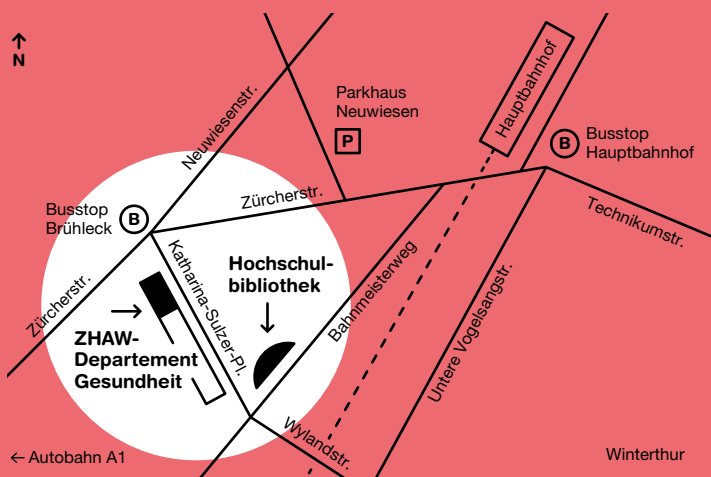 N
Neuwiesenstr.
Parkhaus
Neuwiesen
P
Hauptbahnhof
B
Busstop
Hauptbahnhof
Busstop
Brühleck
B
Zürcherstr.
Technikumstr.
Zürcherstr.
Katharina-Sulzer-Pl.
Hochschul-
bibliothek
Bahnmeisterweg
Untere Vogelsangstr.
ZHAW-
Departement
Gesundheit
Wylandstr.
← Autobahn A1
Winterthur